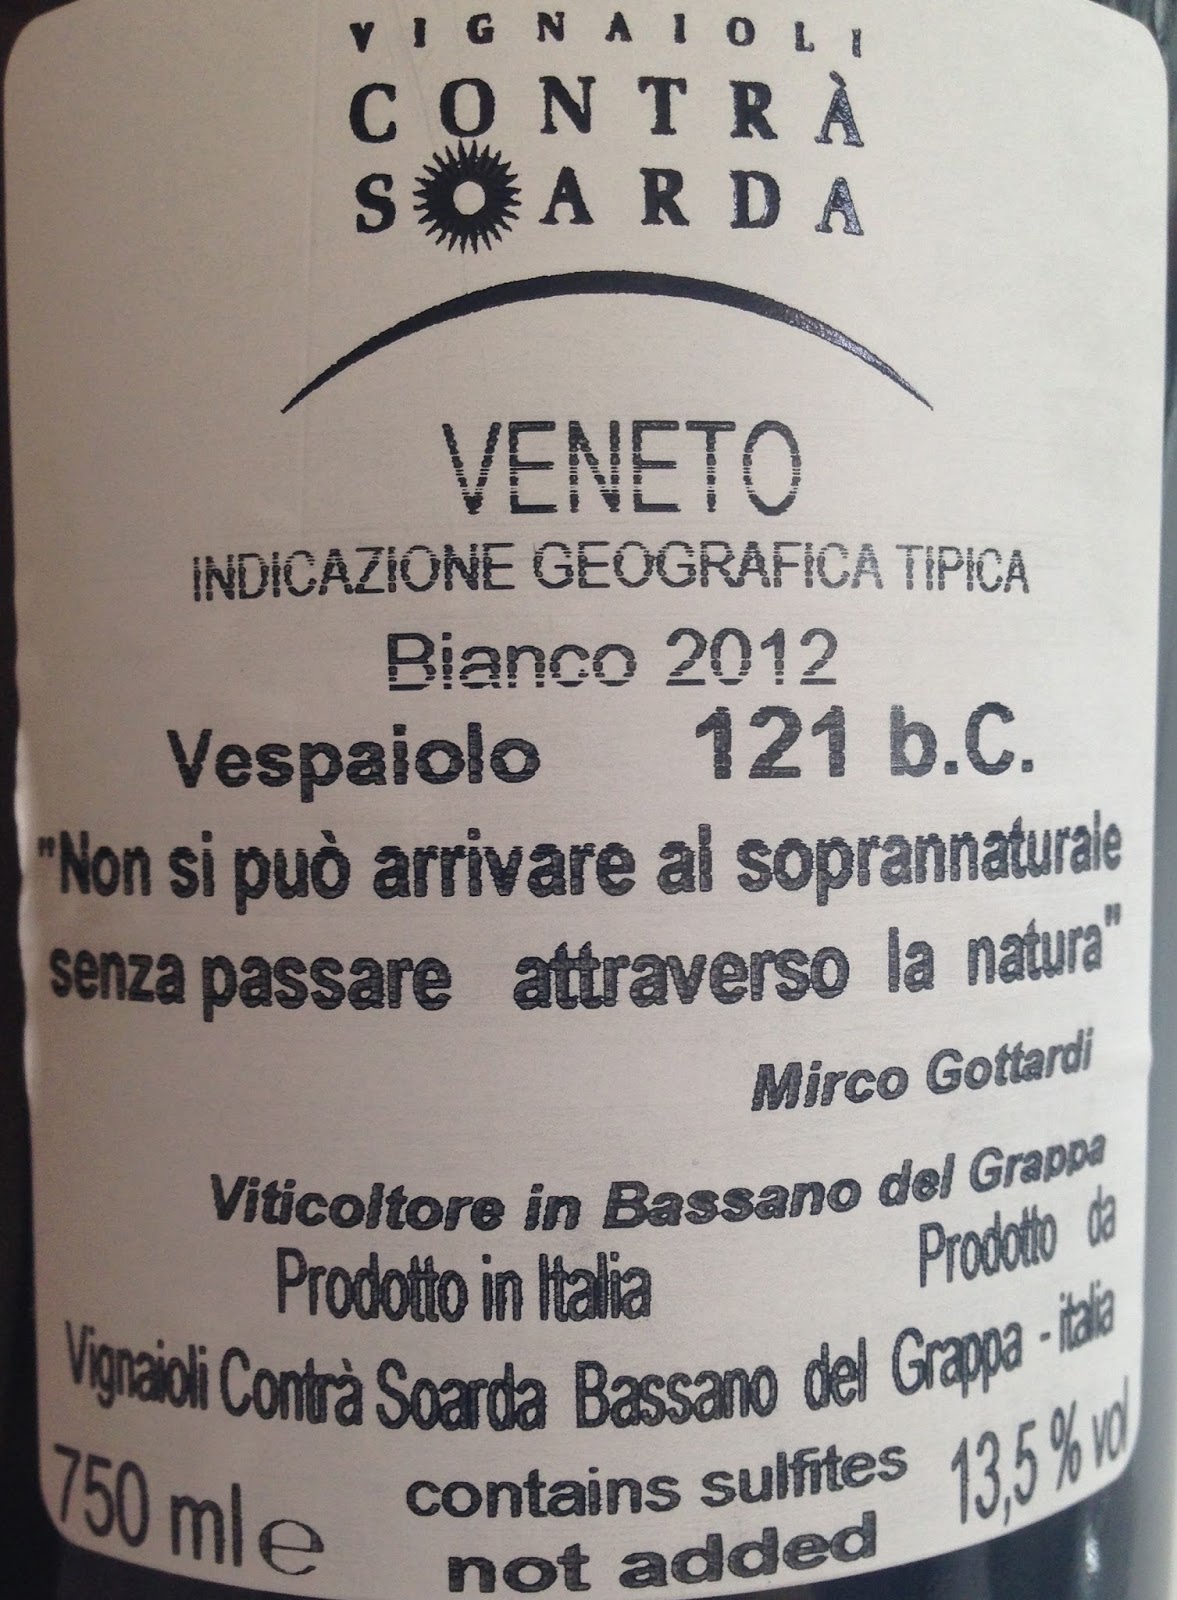 VIGNAIOLI
CONTRÀ
SOARDA
VENETO
INDICAZIONE GEOGRAFICA TIPICA
Bianco 2012
Vespaiolo 121 b.C.
"Non si può arrivare al soprannaturale
senza passare attraverso la natura"
Mirco Gottardi
Viticoltore in Bassano del Grappa
Prodotto in Italia Prodotto da
Vignaioli Contrà Soarda Bassano del Grappa - italia
750 ml e contains sulfites 13,5 % vol
not added